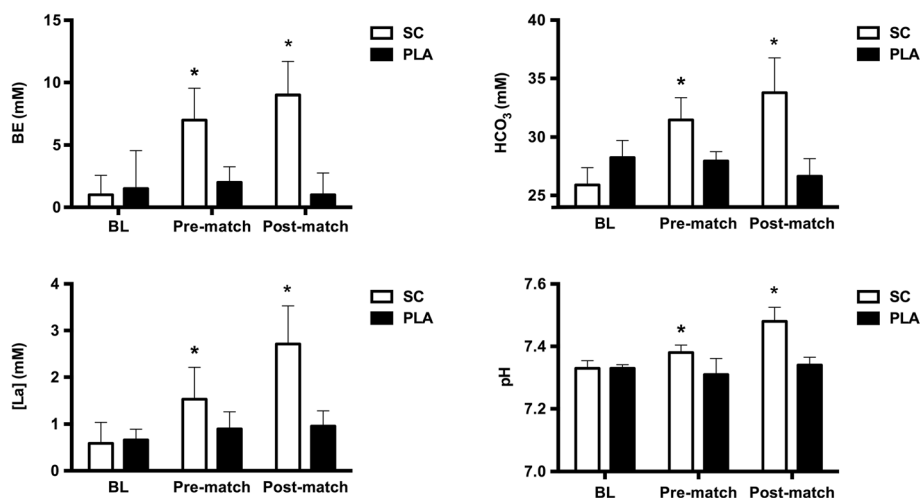 BE (mM)
15
10
5
0
*
*
BL
Pre-match
Post-match
SC
PLA
HCO₃ (mM)
40
35
30
25
*
*
BL
Pre-match
Post-match
SC
PLA
[La] (mM)
4
3
2
1
0
*
*
BL
Pre-match
Post-match
SC
PLA
pH
7.6
7.4
7.2
7.0
*
*
BL
Pre-match
Post-match
SC
PLA